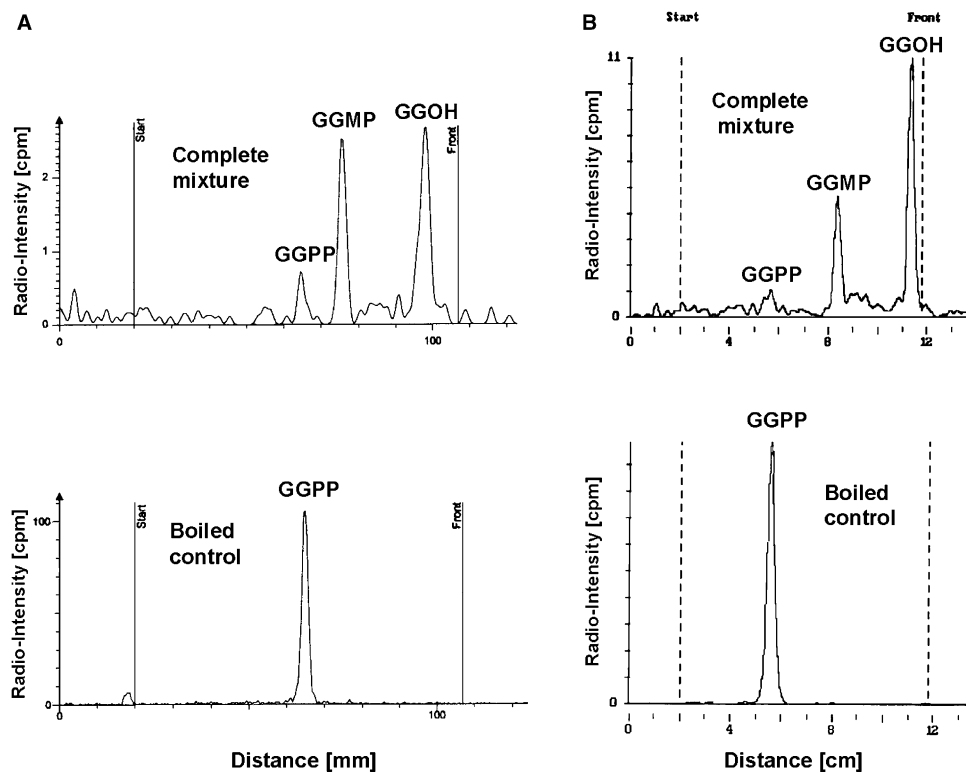 A
Radio-Intensity [cpm]
2
1
0
Start
Complete
mixture
GGPP
GGMP
GGOH
Front
0
100
Radio-Intensity [cpm]
100
0
Start
Boiled
control
GGPP
Front
0
100
Distance [mm]
B
Start
Front
11
Radio-Intensity [cpm]
0
Complete
mixture
GGPP
GGMP
GGOH
0
4
8
12
Radio-Intensity [cpm]
0
GGPP
Boiled
control
0
4
8
12
Distance [cm]